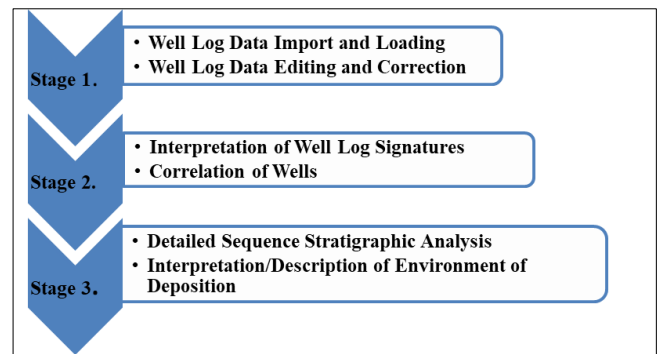 Stage 1.
• Well Log Data Import and Loading
• Well Log Data Editing and Correction
Stage 2.
• Interpretation of Well Log Signatures
• Correlation of Wells
Stage 3.
• Detailed Sequence Stratigraphic Analysis
• Interpretation/Description of Environment of
Deposition